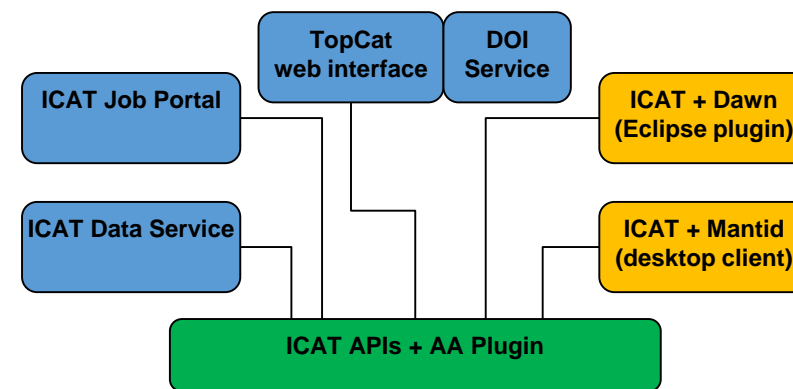 TopCat
web interface
DOI
Service
ICAT Job Portal
ICAT + Dawn
(Eclipse plugin)
ICAT Data Service
ICAT + Mantid
(desktop client)
ICAT APIs + AA Plugin